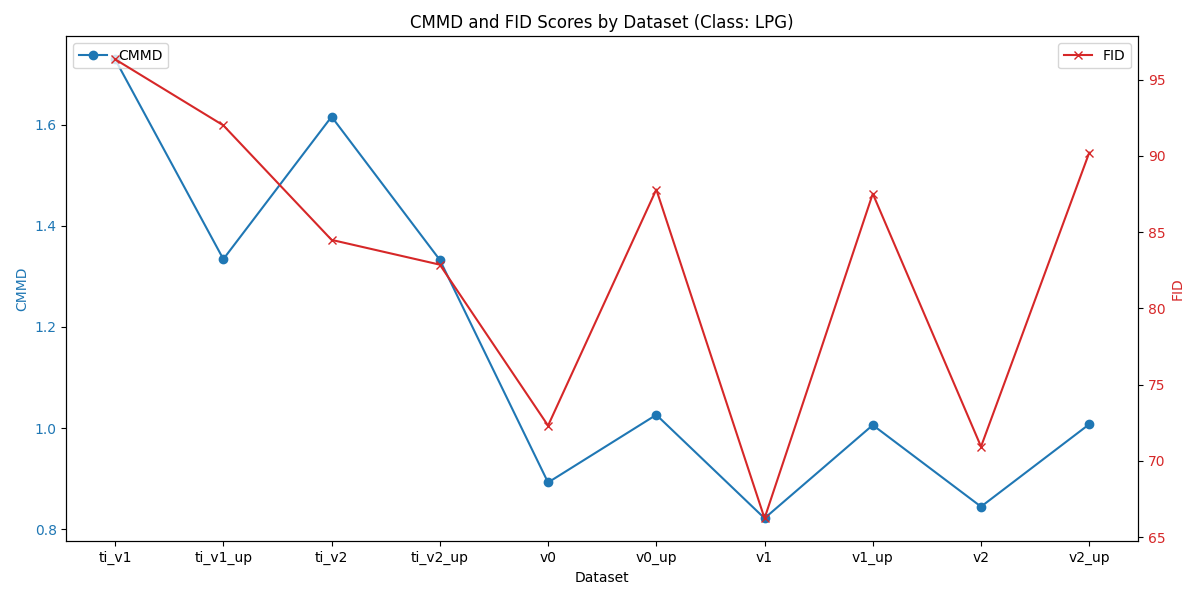 CMMD and FID Scores by Dataset (Class: LPG)
CMMD
FID
1.6
1.4
1.2
1.0
0.8
CMMD
95
90
85
80
75
70
65
FID
ti_v1 ti_v1_up ti_v2 ti_v2_up v0 v0_up v1 v1_up v2 v2_up
Dataset